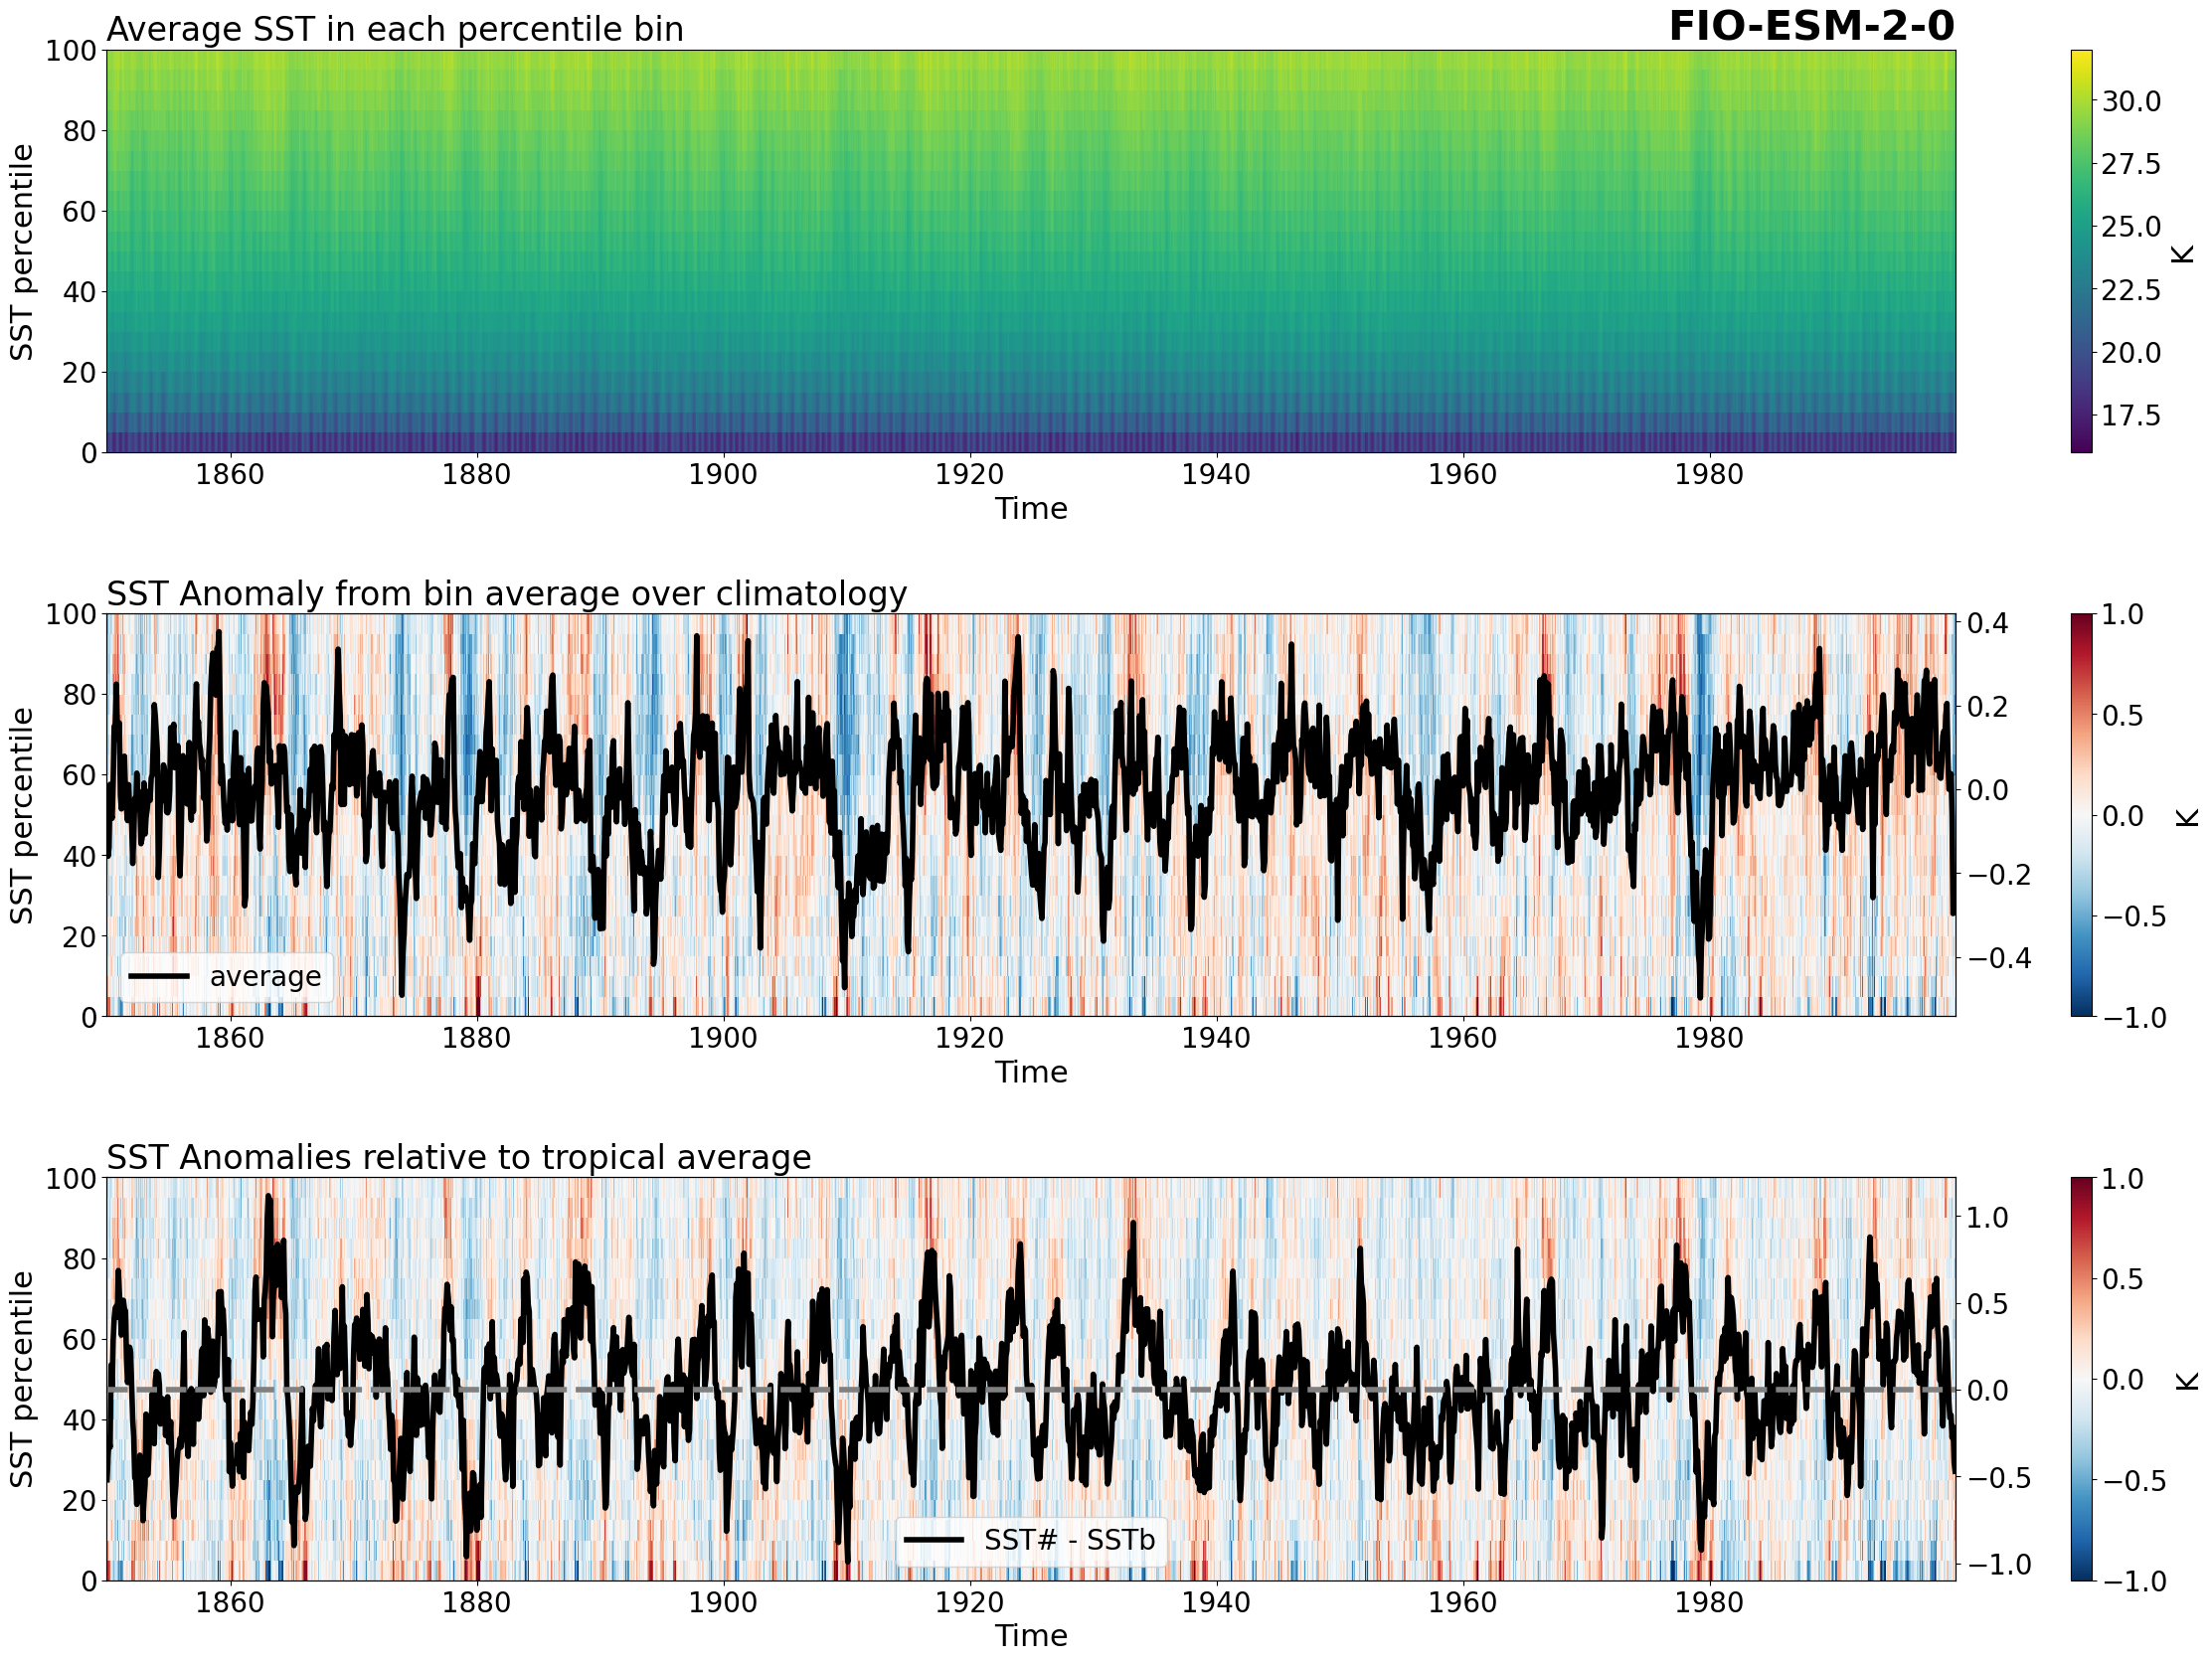 Average SST in each percentile bin
FIO-ESM-2-0
100
80
60
40
20
0
SST percentile
1860 1880 1900 1920 1940 1960 1980
Time
30.0
27.5
25.0
22.5
20.0
17.5
K
SST Anomaly from bin average over climatology
100
80
60
40
20
0
SST percentile
average
1860 1880 1900 1920 1940 1960 1980
Time
0.4
0.2
0.0
−0.2
−0.4
1.0
0.5
0.0
−0.5
−1.0
K
SST Anomalies relative to tropical average
100
80
60
40
20
0
SST percentile
SST# - SSTb
1860 1880 1900 1920 1940 1960 1980
Time
1.0
0.5
0.0
−0.5
−1.0
1.0
0.5
0.0
−0.5
−1.0
K